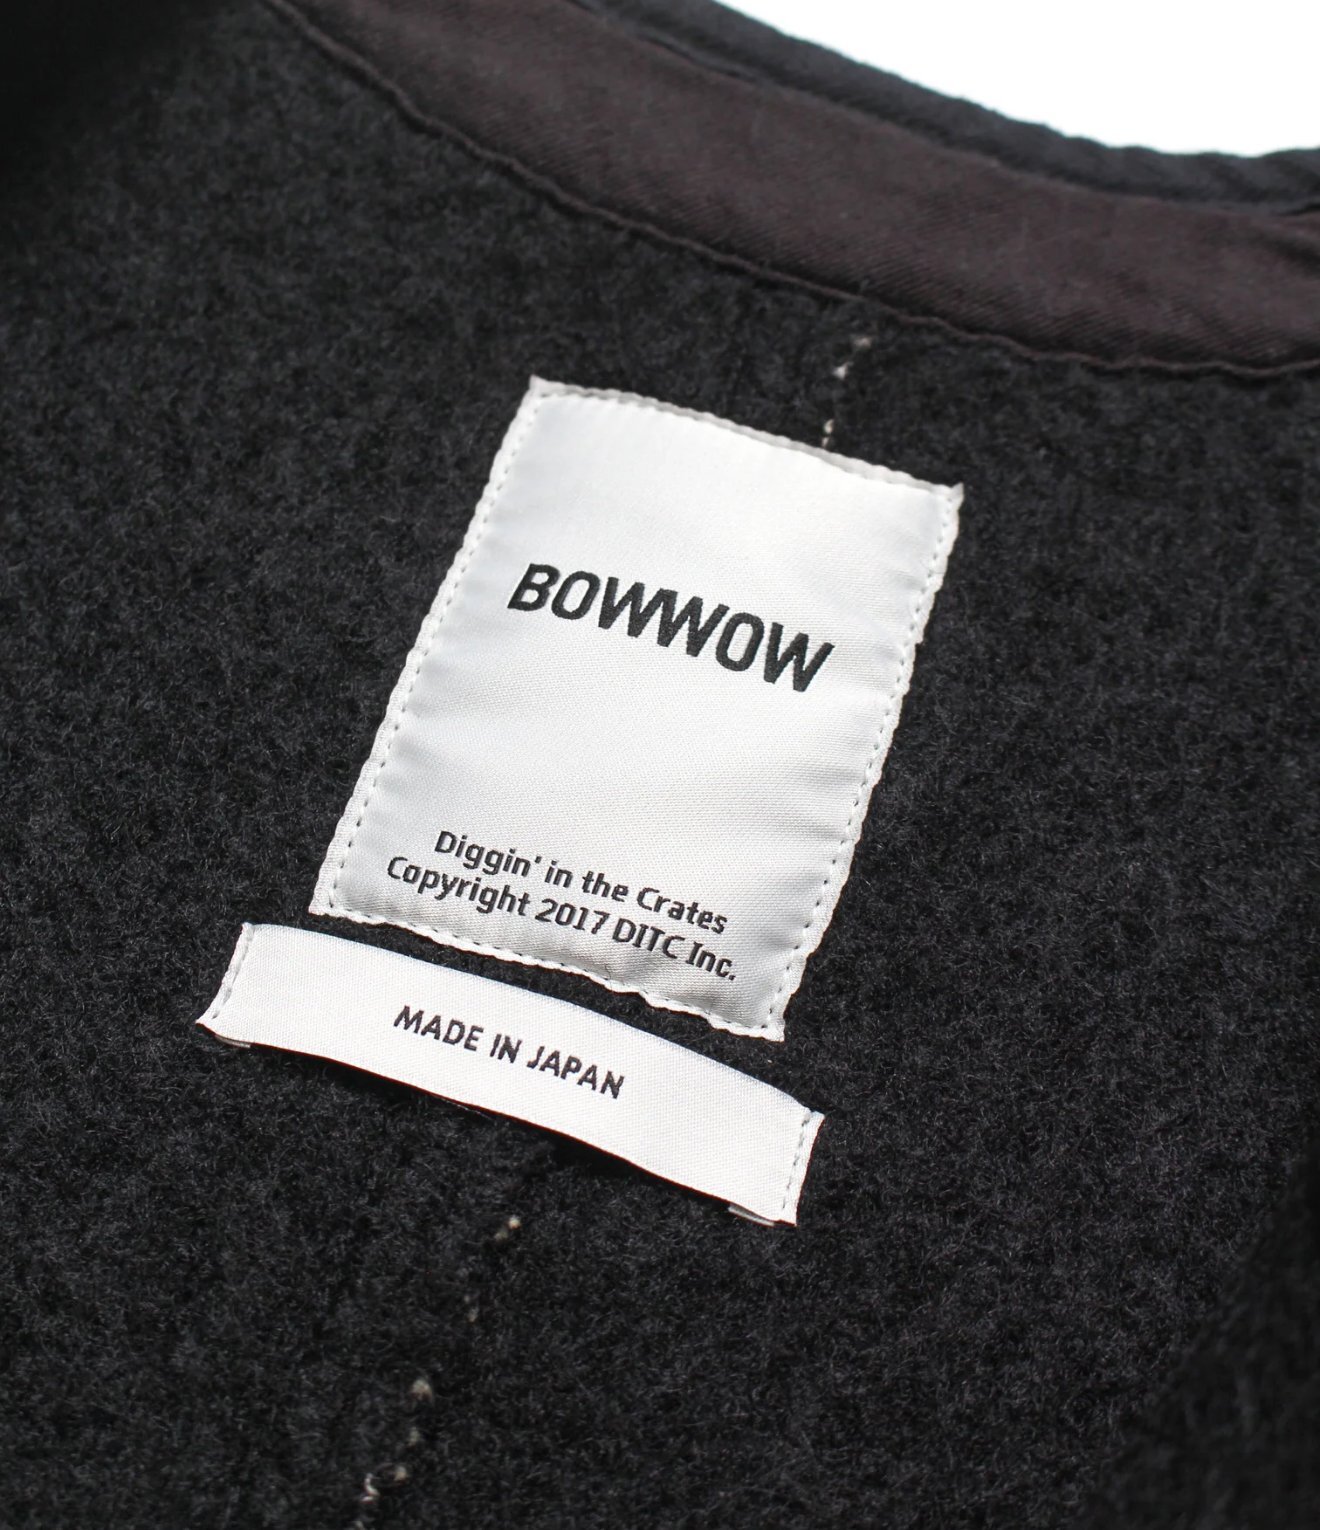 BOWWOW
Diggin' in the Crates
Copyright 2017 DITC Inc.
MADE IN JAPAN